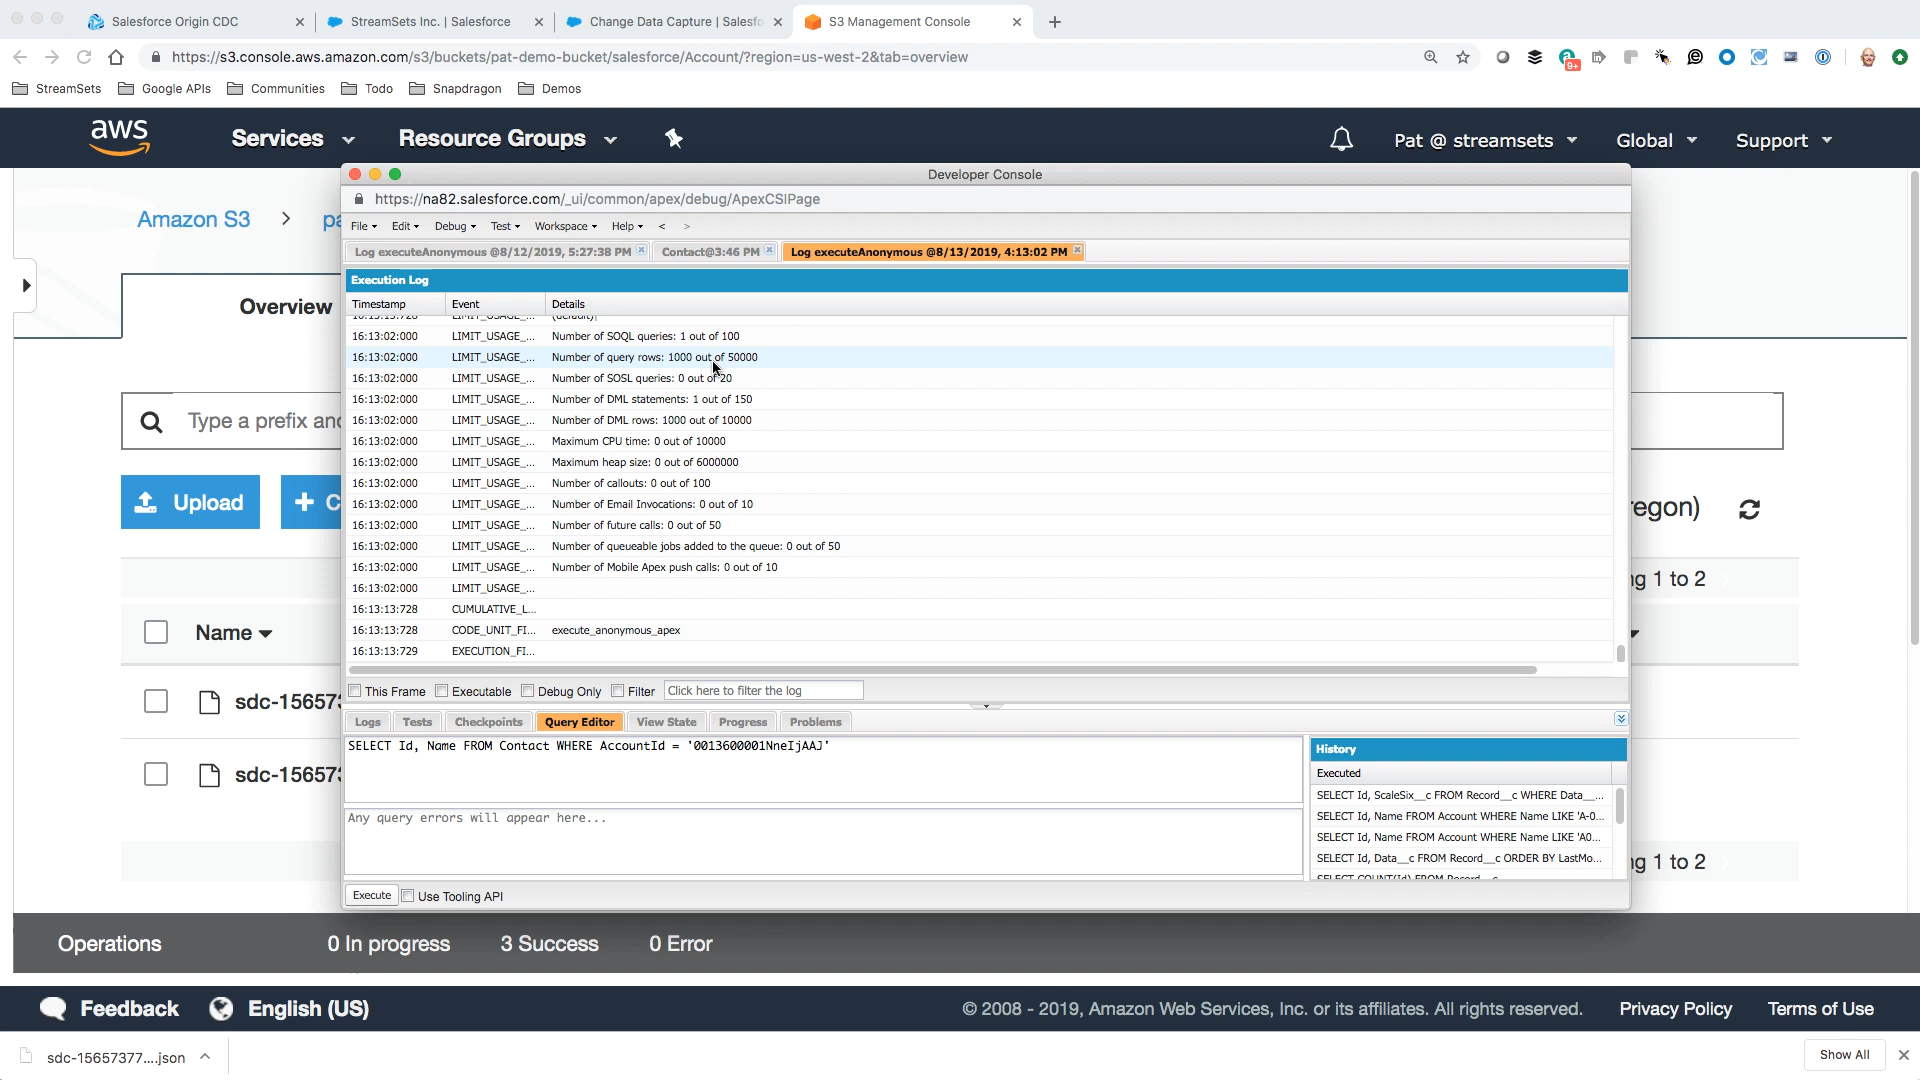 Salesforce Origin CDC
StreamSets Inc. | Salesforce
Change Data Capture | Salesfo
S3 Management Console
https://s3.console.aws.amazon.com/s3/buckets/pat-demo-bucket/salesforce/Account/?region=us-west-2&tab=overview
9+
StreamSets Google APIs Communities Todo Snapdragon Demos
aws Services Resource Groups Pat @ streamsets Global Support
Developer Console
https://na82.salesforce.com/_ui/common/apex/debug/ApexCSIPage
Amazon S3 > pa
File Edit Debug Test Workspace Help < >
Log executeAnonymous @8/12/2019, 5:27:38 PM Contact@3:46 PM Log executeAnonymous @8/13/2019, 4:13:02 PM
Execution Log
Overview
Timestamp Event Details
16:13:13:728 LIMIT_USAGE_... (default)|
16:13:02:000 LIMIT_USAGE_... Number of SOQL queries: 1 out of 100
16:13:02:000 LIMIT_USAGE_... Number of query rows: 1000 out of 50000
16:13:02:000 LIMIT_USAGE_... Number of SOSL queries: 0 out of 20
16:13:02:000 LIMIT_USAGE_... Number of DML statements: 1 out of 150
16:13:02:000 LIMIT_USAGE_... Number of DML rows: 1000 out of 10000
Type a prefix and
16:13:02:000 LIMIT_USAGE_... Maximum CPU time: 0 out of 10000
16:13:02:000 LIMIT_USAGE_... Maximum heap size: 0 out of 6000000
16:13:02:000 LIMIT_USAGE_... Number of callouts: 0 out of 100
16:13:02:000 LIMIT_USAGE_... Number of Email Invocations: 0 out of 10
Upload + C
egon)
16:13:02:000 LIMIT_USAGE_... Number of future calls: 0 out of 50
16:13:02:000 LIMIT_USAGE_... Number of queueable jobs added to the queue: 0 out of 50
16:13:02:000 LIMIT_USAGE_... Number of Mobile Apex push calls: 0 out of 10
ng 1 to 2
16:13:02:000 LIMIT_USAGE_...
16:13:13:728 CUMULATIVE_L...
16:13:13:728 CODE_UNIT_FI... execute_anonymous_apex
Name
16:13:13:729 EXECUTION_FI...
This Frame Executable Debug Only Filter Click here to filter the log
sdc-15657
Logs Tests Checkpoints Query Editor View State Progress Problems
SELECT Id, Name FROM Contact WHERE AccountId = '0013600001NneIjAAJ'
History
Executed
sdc-15657
SELECT Id, ScaleSix__c FROM Record__c WHERE Data__...
SELECT Id, Name FROM Account WHERE Name LIKE 'A-0...
Any query errors will appear here...
SELECT Id, Name FROM Account WHERE Name LIKE 'A0...
SELECT Id, Data__c FROM Record__c ORDER BY LastMo...
SELECT COUNT(Id) FROM Record__c
ng 1 to 2
Execute Use Tooling API
Operations 0 In progress 3 Success 0 Error
Feedback English (US)
© 2008 - 2019, Amazon Web Services, Inc. or its affiliates. All rights reserved. Privacy Policy Terms of Use
sdc-15657377....json
Show All